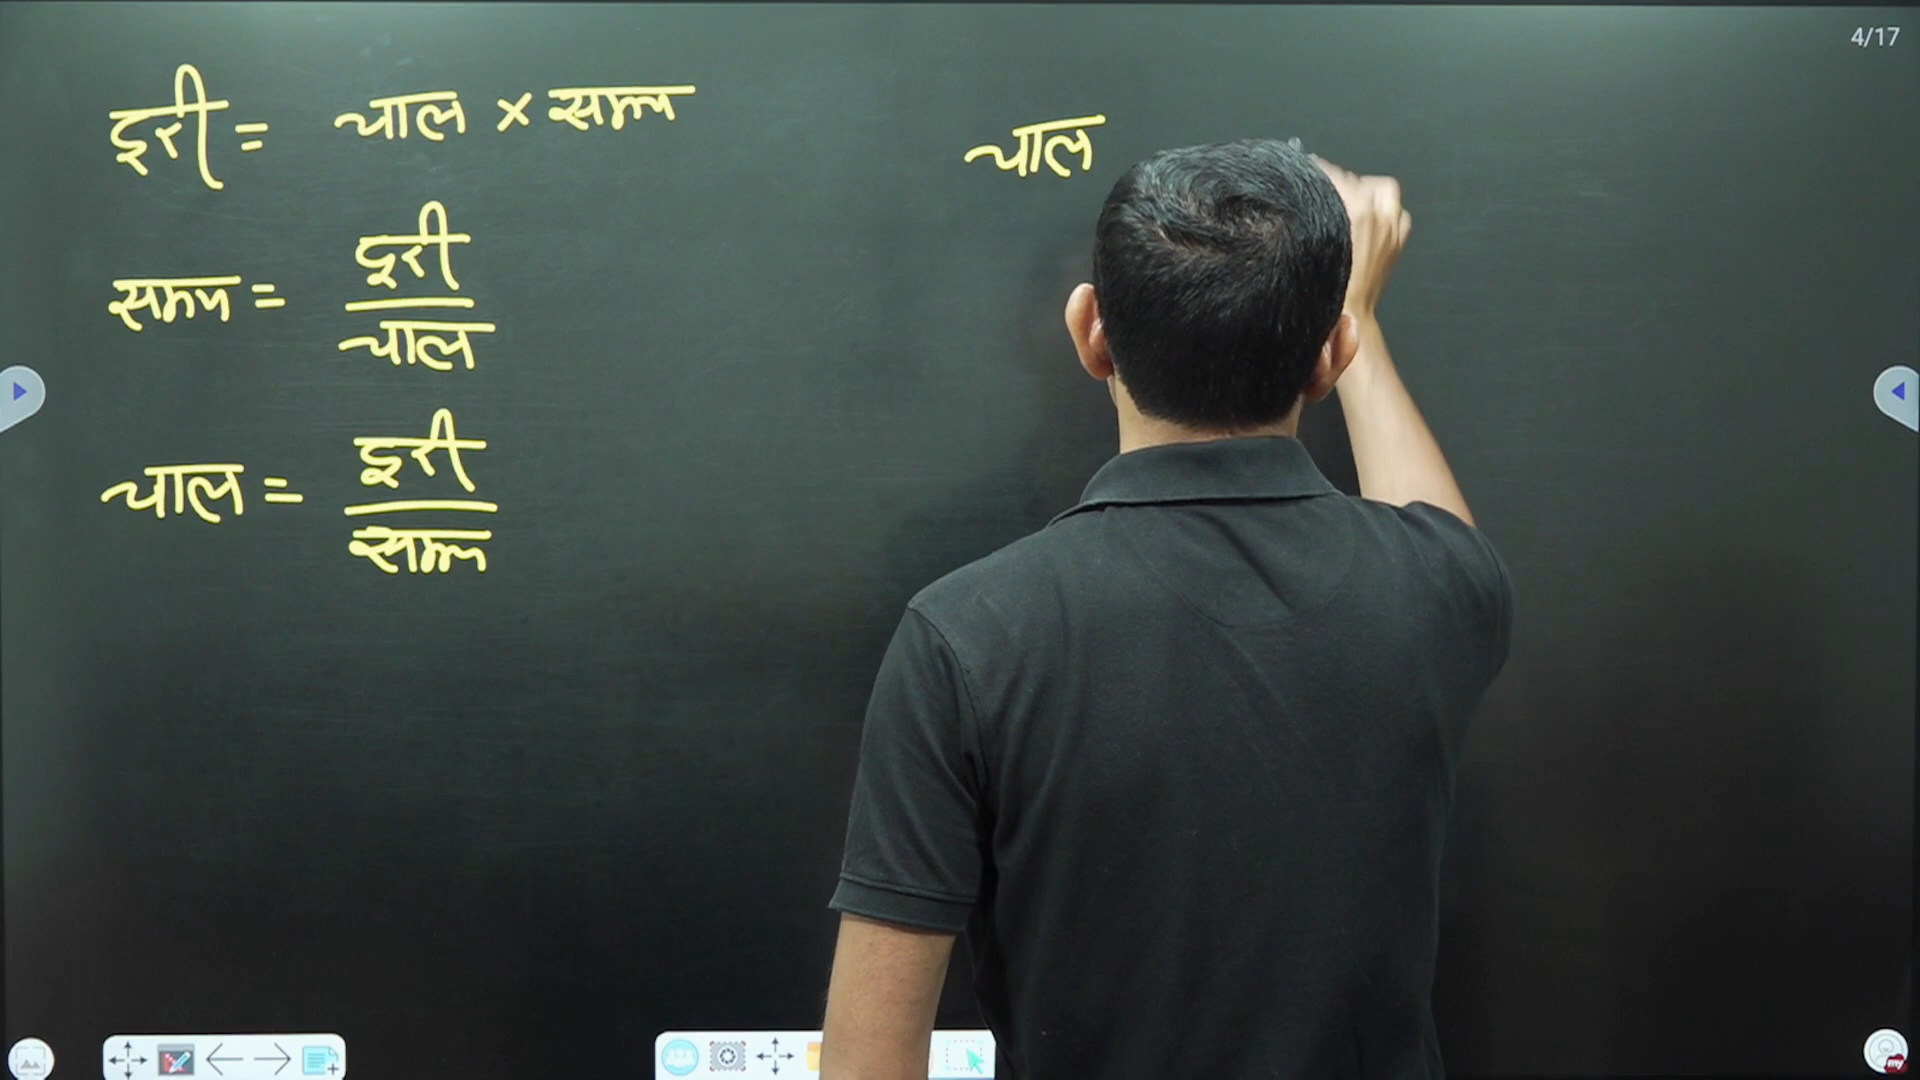 4/17
दूरी = चाल × समय
समय = दूरी
चाल
चाल = दूरी
समय
चाल